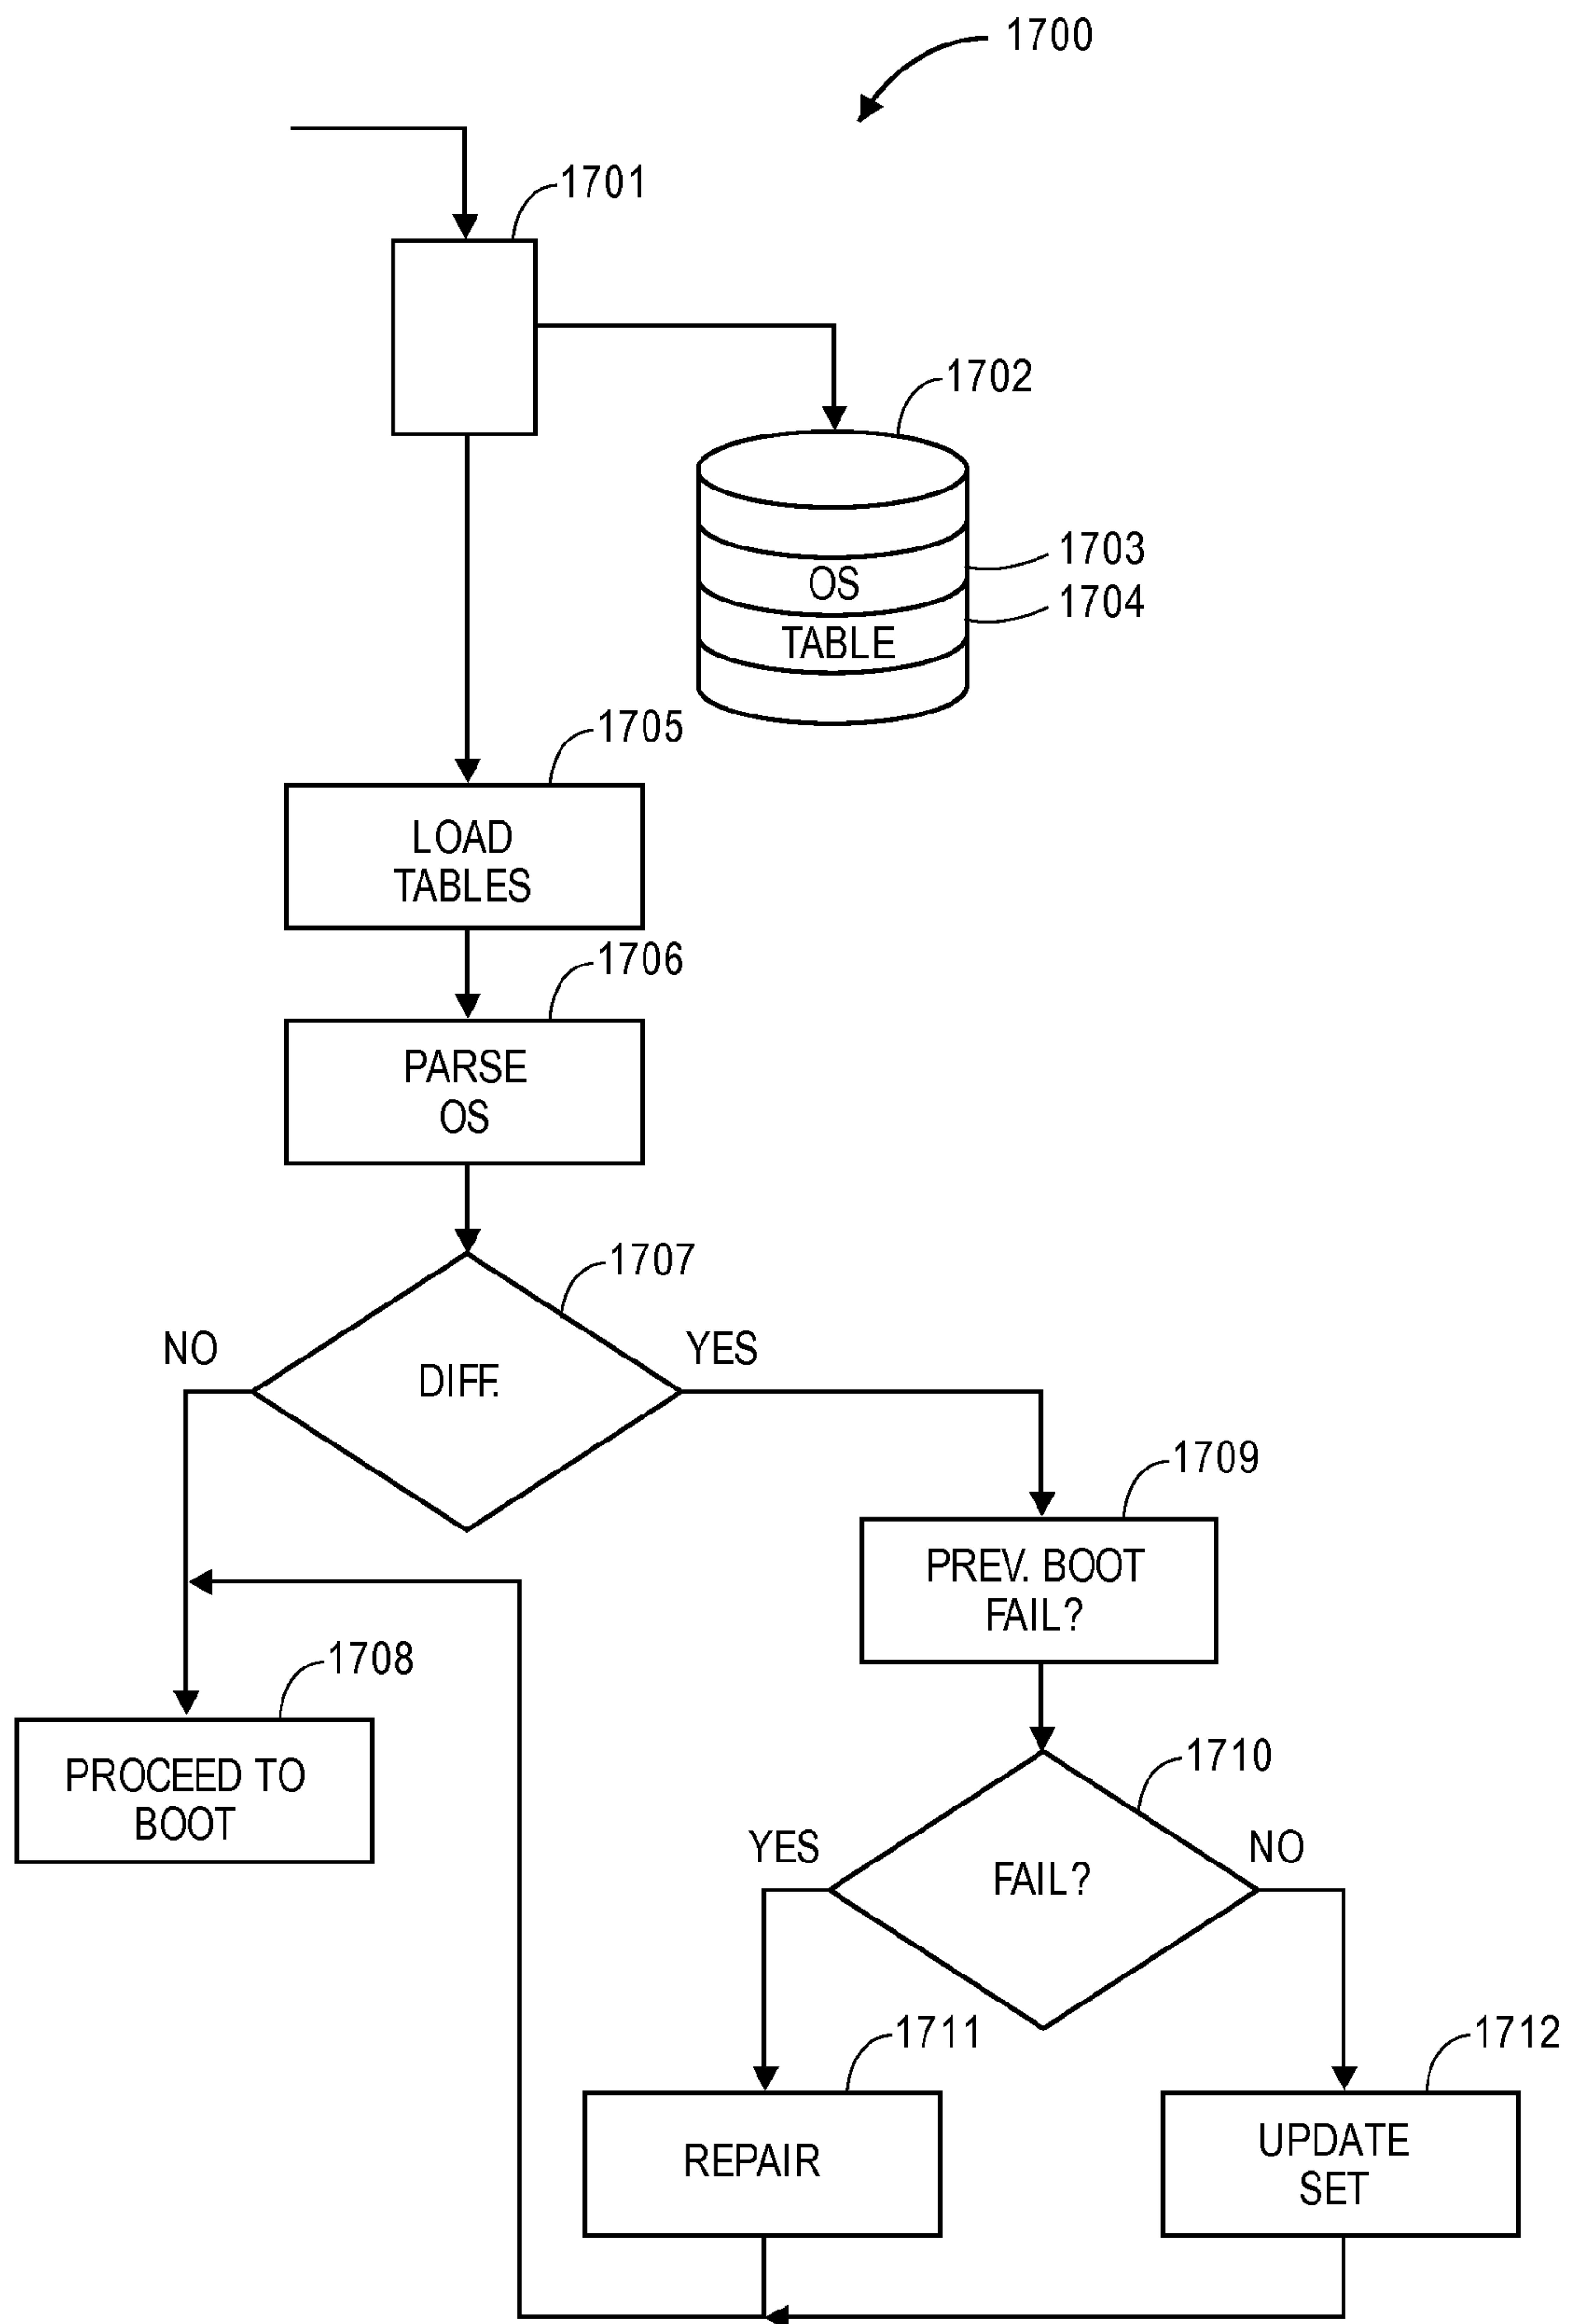 1700
1701
1702
1703
OS
1704
TABLE
1705
LOAD
TABLES
1706
PARSE
OS
1707
NO
YES
DIFF.
1709
PREV. BOOT
FAIL?
1708
PROCEED TO
BOOT
1710
YES
NO
FAIL?
1711
1712
REPAIR
UPDATE
SET